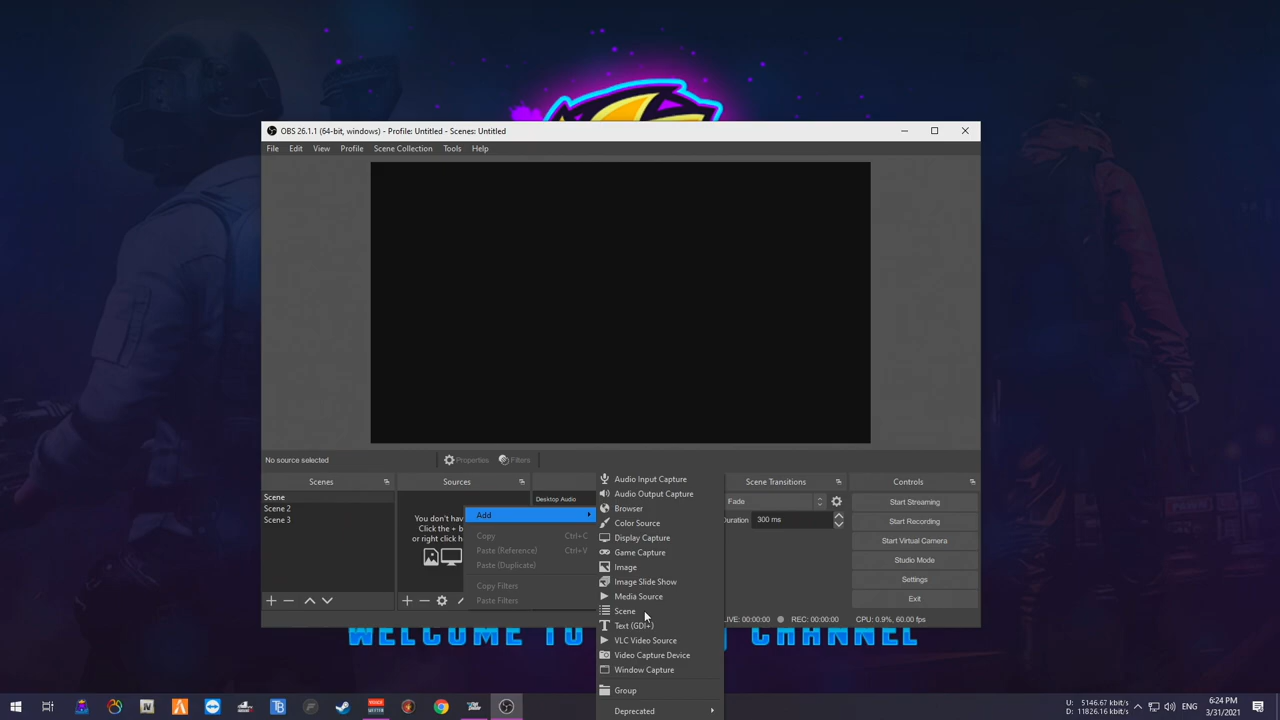 OBS 26.1.1 (64-bit, windows) - Profile: Untitled - Scenes: Untitled
File Edit View Profile Scene Collection Tools Help
No source selected
Properties Filters
Scenes
Scene
Scene 2
Scene 3
Sources
You don't hav
Click the + b
or right click h
Add
Copy Ctrl+C
Paste (Reference) Ctrl+V
Paste (Duplicate)
Copy Filters
Paste Filters
Desktop Audio
Audio Input Capture
Audio Output Capture
Browser
Color Source
Display Capture
Game Capture
Image
Image Slide Show
Media Source
Scene
Text (GDI+)
VLC Video Source
Video Capture Device
Window Capture
Group
Deprecated
Scene Transitions
Fade
Duration 300 ms
Controls
Start Streaming
Start Recording
Start Virtual Camera
Studio Mode
Settings
Exit
LIVE: 00:00:00 REC: 00:00:00 CPU: 0.9%, 60.00 fps
WELCOME TO CHANNEL
U: 5146.67 kbit/s
D: 11826.16 kbit/s
ENG
6:24 PM
3/31/2021